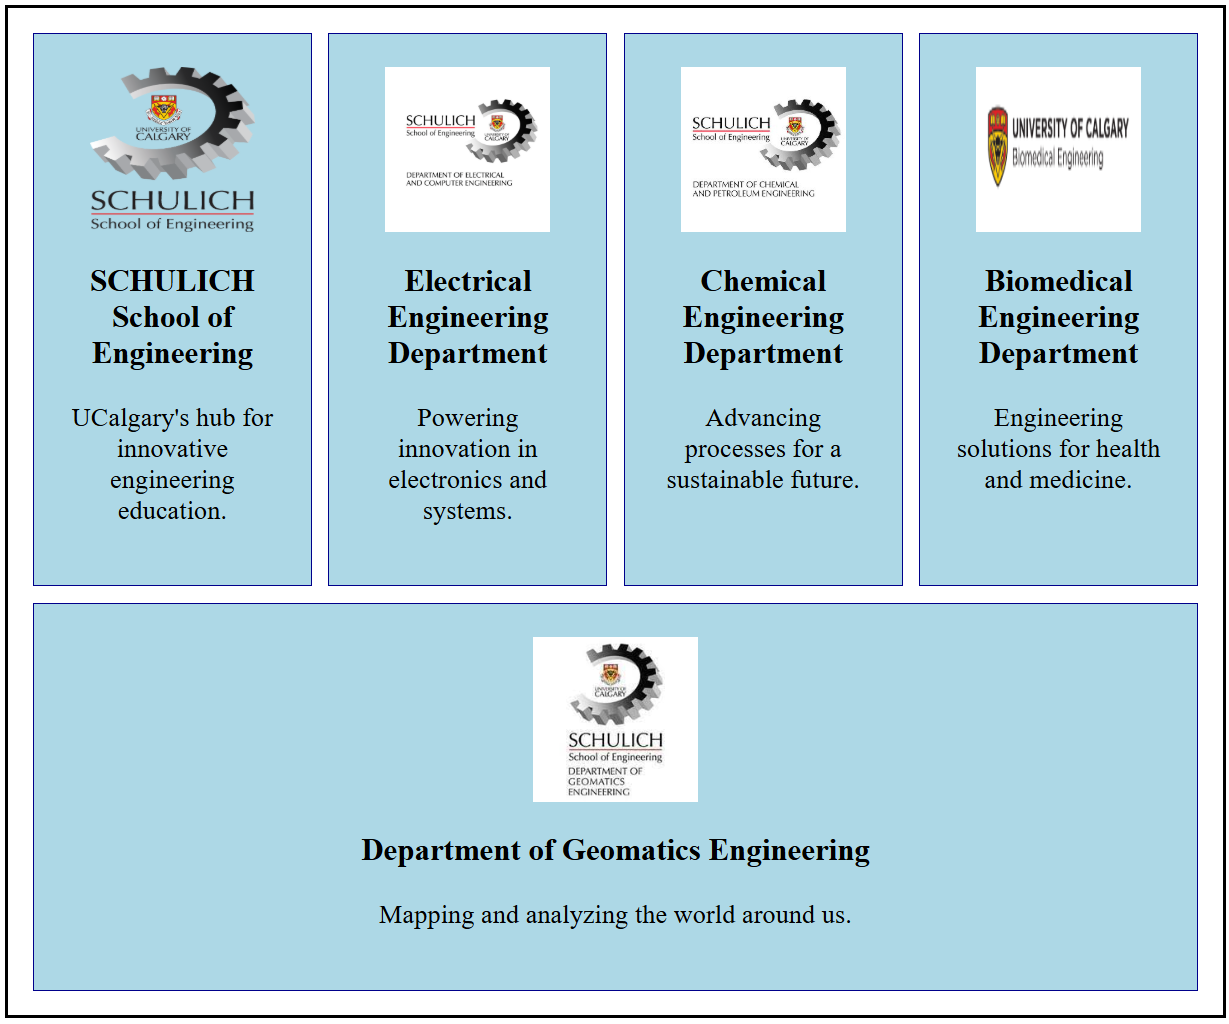 UNIVERSITY OF
CALGARY
SCHULICH
School of Engineering
SCHULICH
School of
Engineering
UCalgary's hub for
innovative
engineering
education.
SCHULICH
School of Engineering
UNIVERSITY OF
CALGARY
DEPARTMENT OF ELECTRICAL
AND COMPUTER ENGINEERING
Electrical
Engineering
Department
Powering
innovation in
electronics and
systems.
SCHULICH
School of Engineering
UNIVERSITY OF
CALGARY
DEPARTMENT OF CHEMICAL
AND PETROLEUM ENGINEERING
Chemical
Engineering
Department
Advancing
processes for a
sustainable future.
UNIVERSITY OF CALGARY
Biomedical Engineering
Biomedical
Engineering
Department
Engineering
solutions for health
and medicine.
UNIVERSITY OF
CALGARY
SCHULICH
School of Engineering
DEPARTMENT OF
GEOMATICS
ENGINEERING
Department of Geomatics Engineering
Mapping and analyzing the world around us.